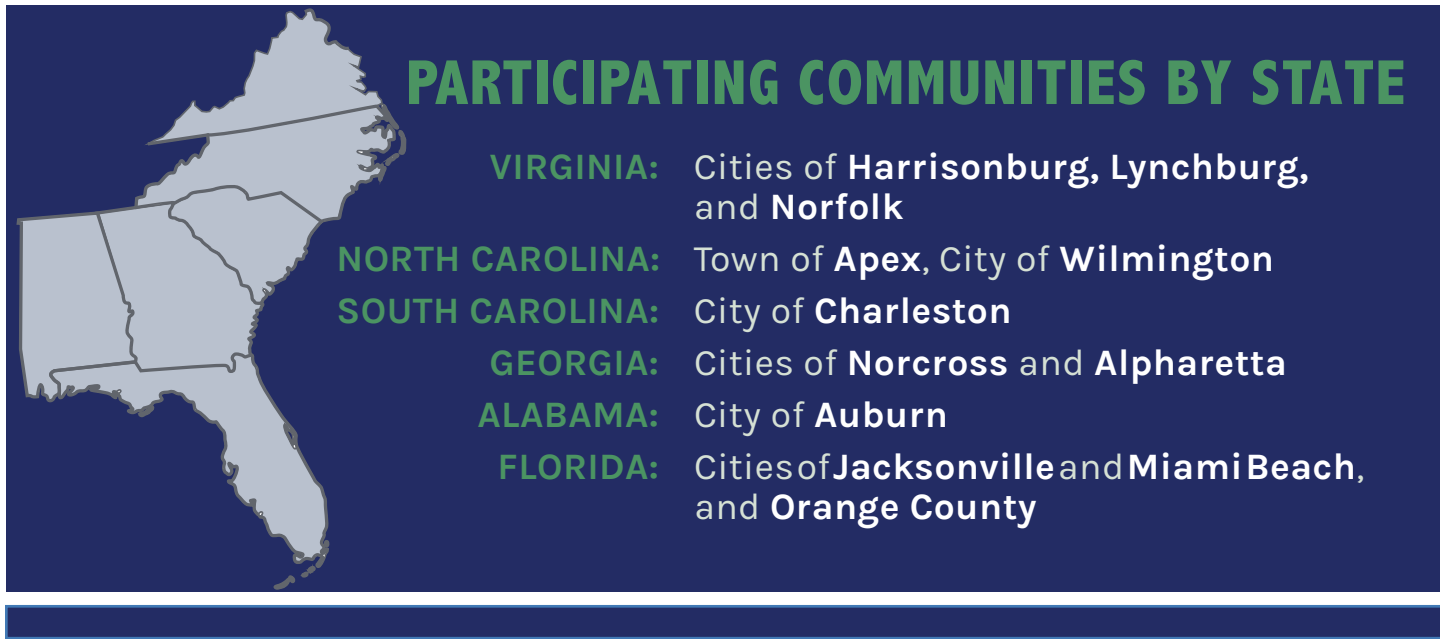 PARTICIPATING COMMUNITIES BY STATE
VIRGINIA: Cities of Harrisonburg, Lynchburg,
and Norfolk
NORTH CAROLINA: Town of Apex, City of Wilmington
SOUTH CAROLINA: City of Charleston
GEORGIA: Cities of Norcross and Alpharetta
ALABAMA: City of Auburn
FLORIDA: Cities of Jacksonville and Miami Beach,
and Orange County